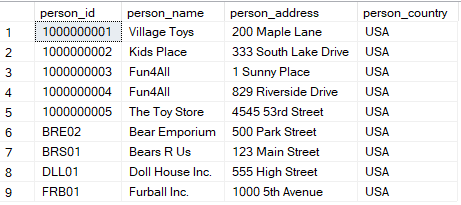 person_id person_name person_address person_country
1 1000000001 Village Toys 200 Maple Lane USA
2 1000000002 Kids Place 333 South Lake Drive USA
3 1000000003 Fun4All 1 Sunny Place USA
4 1000000004 Fun4All 829 Riverside Drive USA
5 1000000005 The Toy Store 4545 53rd Street USA
6 BRE02 Bear Emporium 500 Park Street USA
7 BRS01 Bears R Us 123 Main Street USA
8 DLL01 Doll House Inc. 555 High Street USA
9 FRB01 Furball Inc. 1000 5th Avenue USA